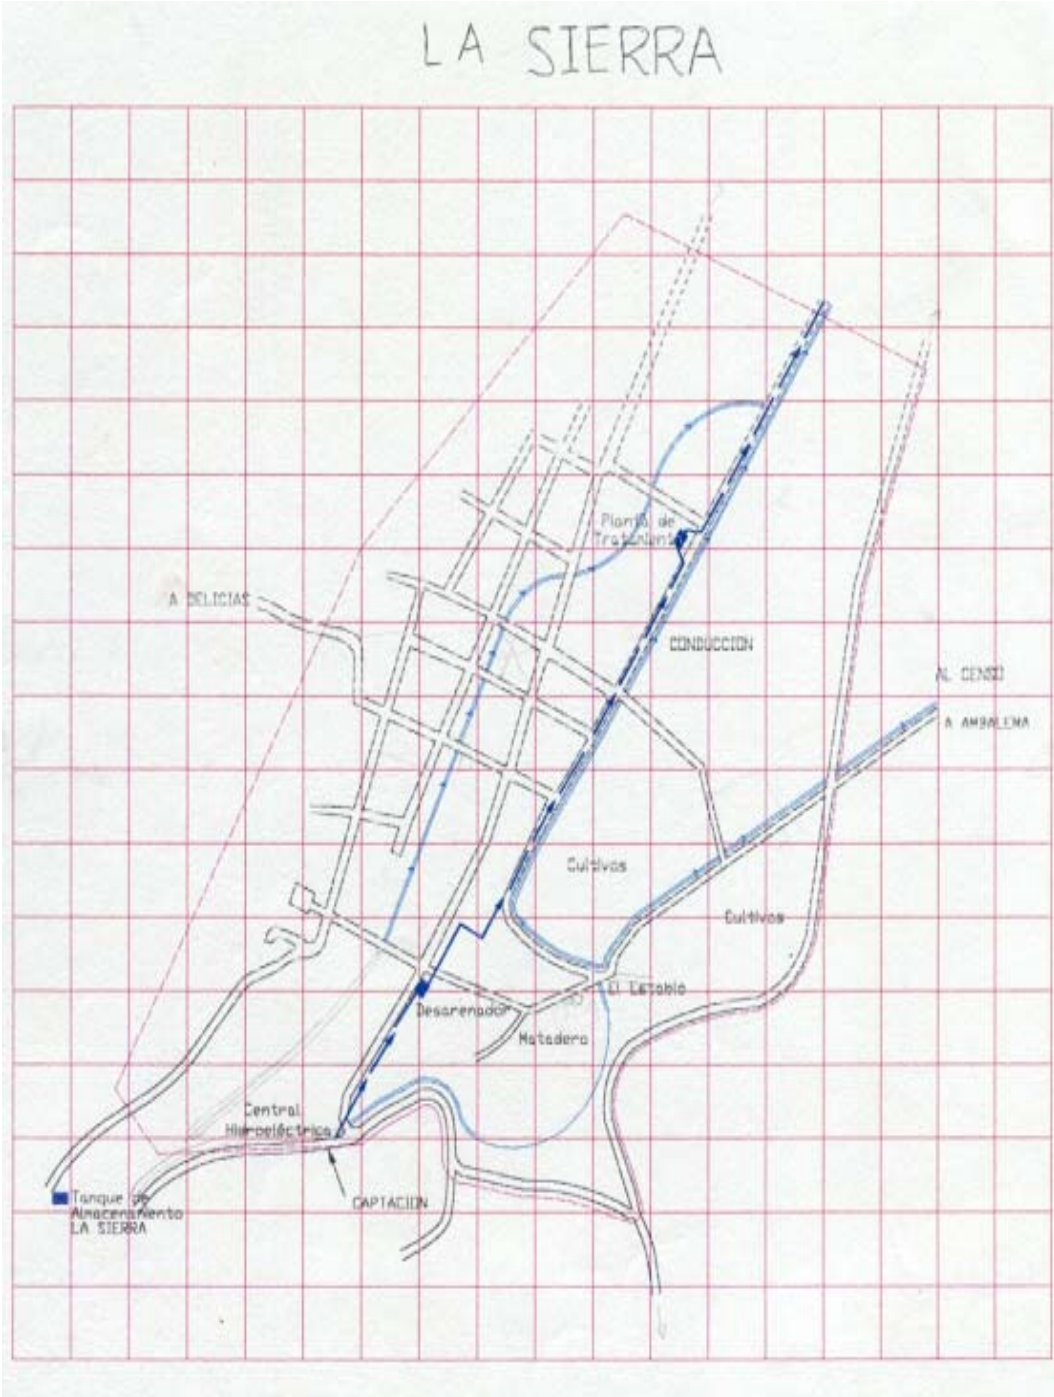 LA SIERRA
Planta de
Tratamiento
A DELICIAS
CONDUCCION
AL CENSO
A AMBALEMA
Cultivos
Cultivos
El Establo
Desarenador
Matadero
Central
Hidroeléctrica
CAPTACION
Tanque de
Almacenamiento
LA SIERRA